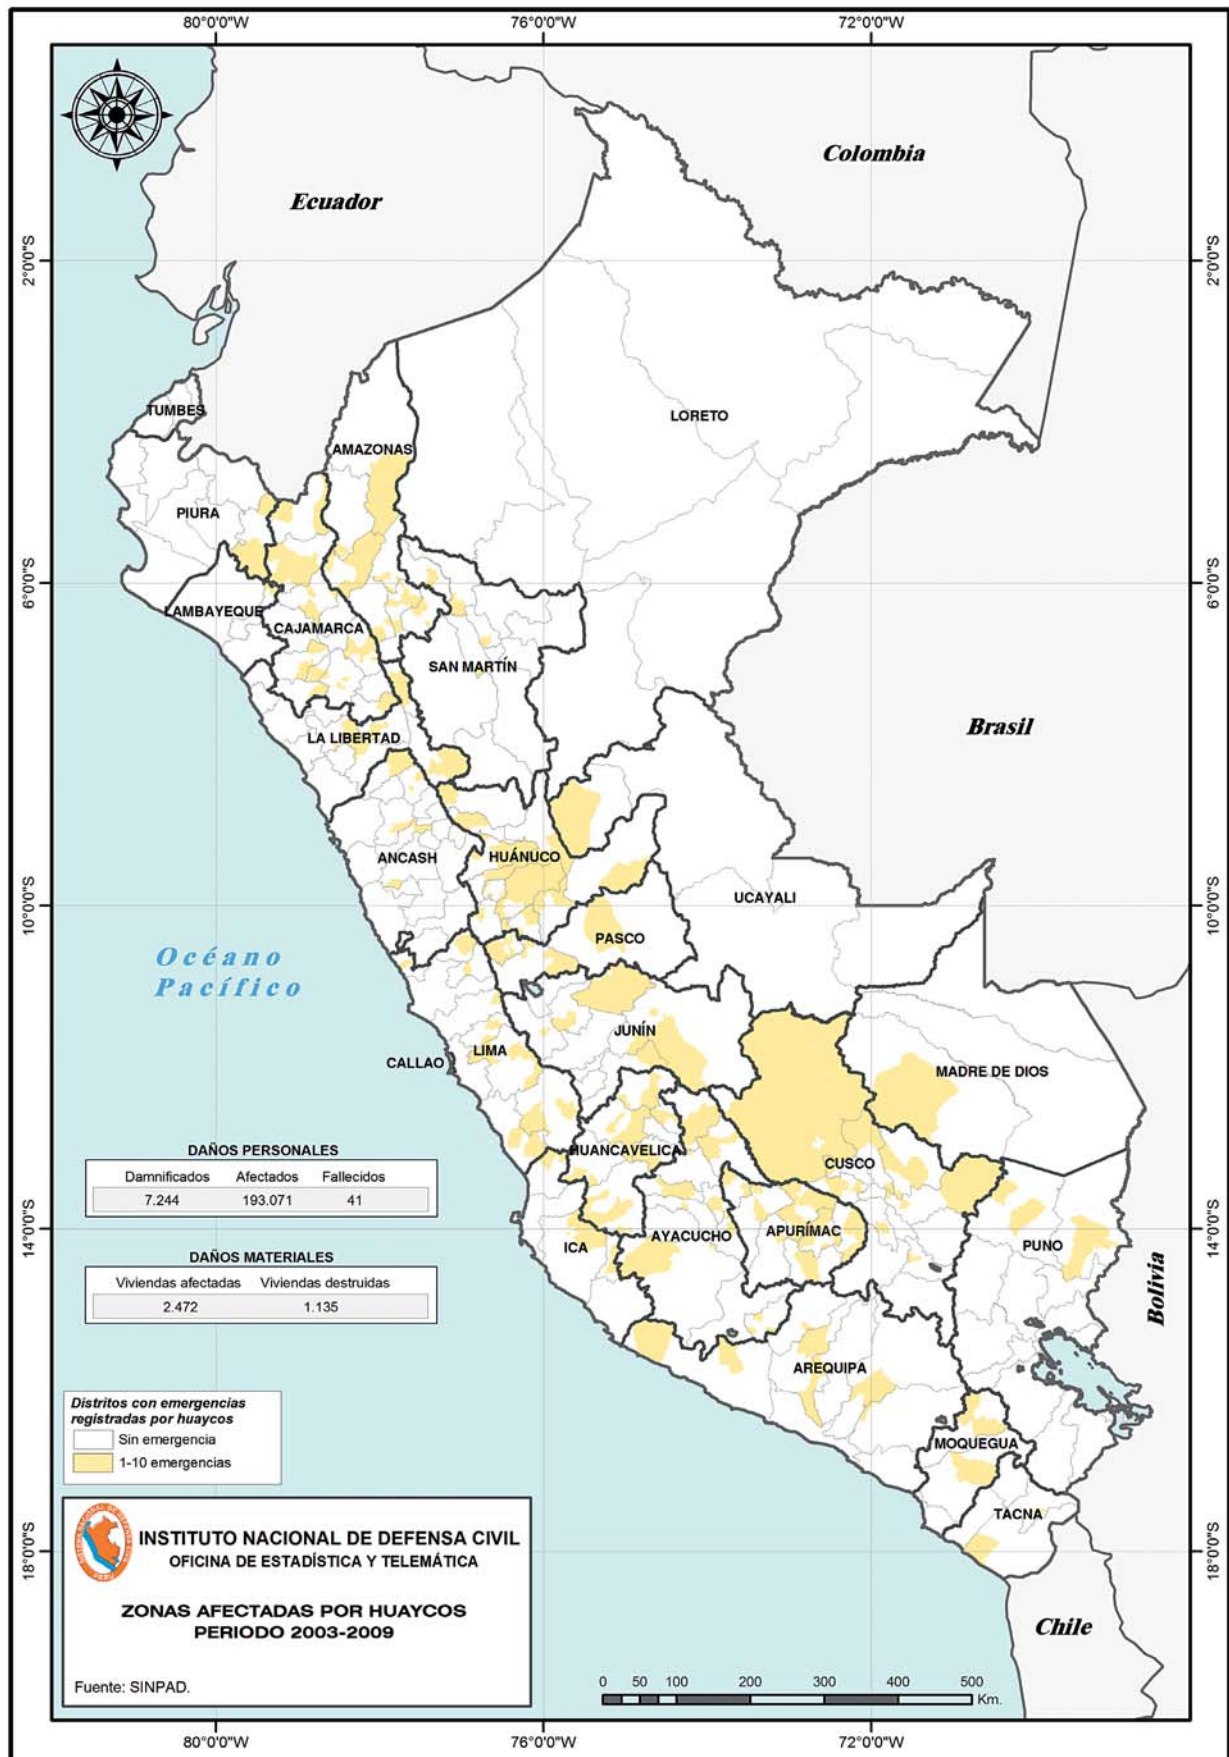 80°0'0"W 76°0'0"W 72°0'0"W
Colombia
Ecuador
2°0'0"S 2°0'0"S
TUMBES
LORETO
AMAZONAS
PIURA
6°0'0"S 6°0'0"S
LAMBAYEQUE
CAJAMARCA
SAN MARTÍN
Brasil
LA LIBERTAD
ANCASH
HUÁNUCO
UCAYALI
10°0'0"S 10°0'0"S
PASCO
Océano
Pacífico
JUNÍN
LIMA
CALLAO
MADRE DE DIOS
HUANCAVELICA
CUSCO
DAÑOS PERSONALES
Damnificados Afectados Fallecidos
7.244 193.071 41
14°0'0"S 14°0'0"S
AYACUCHO
APURÍMAC
ICA
PUNO
Bolivia
DAÑOS MATERIALES
Viviendas afectadas Viviendas destruidas
2.472 1.135
AREQUIPA
MOQUEGUA
TACNA
Distritos con emergencias
registradas por huaycos
Sin emergencia
1-10 emergencias
18°0'0"S 18°0'0"S
INSTITUTO NACIONAL DE DEFENSA CIVIL
OFICINA DE ESTADÍSTICA Y TELEMÁTICA
ZONAS AFECTADAS POR HUAYCOS
PERIODO 2003-2009
Fuente: SINPAD.
Chile
0 50 100 200 300 400 500
Km.
80°0'0"W 76°0'0"W 72°0'0"W